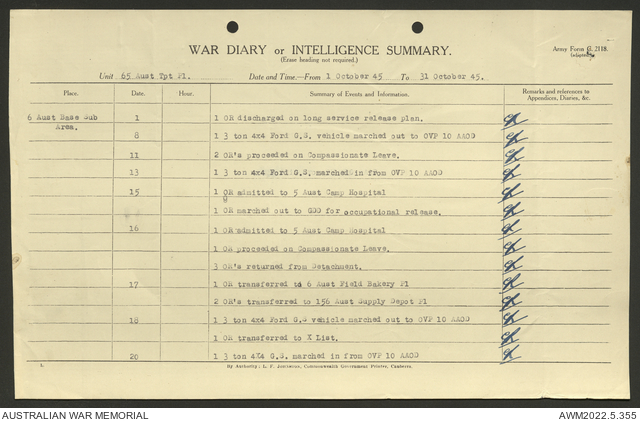 WAR DIARY or INTELLIGENCE SUMMARY.
(Erase heading not required.)
Army Form C. 2118.
(adapted)
Unit 65 Aust Tpt Pl. Date and Time.—From 1 October 45 To 31 October 45.
Place. Date. Hour. Summary of Events and Information. Remarks and references to Appendices, Diaries, &c.
6 Aust Base Sub Area.
1 1 OR discharged on long service release plan.
8 1 3 ton 4x4 Ford G.S. vehicle marched out to OVP 10 AAOD
11 2 OR's proceeded on Compassionate Leave.
13 1 3 ton 4x4 Ford G.S. marched in from OVP 10 AAOD
15 1 OR admitted to 5 Aust Camp Hospital
1 OR marched out to GDD for occupational release.
16 1 OR admitted to 5 Aust Camp Hospital
1 OR proceeded on Compassionate Leave.
3 OR's returned from Detachment.
17 1 OR transferred to 6 Aust Field Bakery Pl
2 OR's transferred to 156 Aust Supply Depot Pl
18 1 3 ton 4x4 Ford G.S vehicle marched out to OVP 10 AAOD
1 OR transferred to X List.
20 1 3 ton 4x4 G.S. marched in from OVP 10 AAOD
1.
By Authority: L. F. Johnston, Commonwealth Government Printer, Canberra.
AUSTRALIAN WAR MEMORIAL
AWM2022.5.355